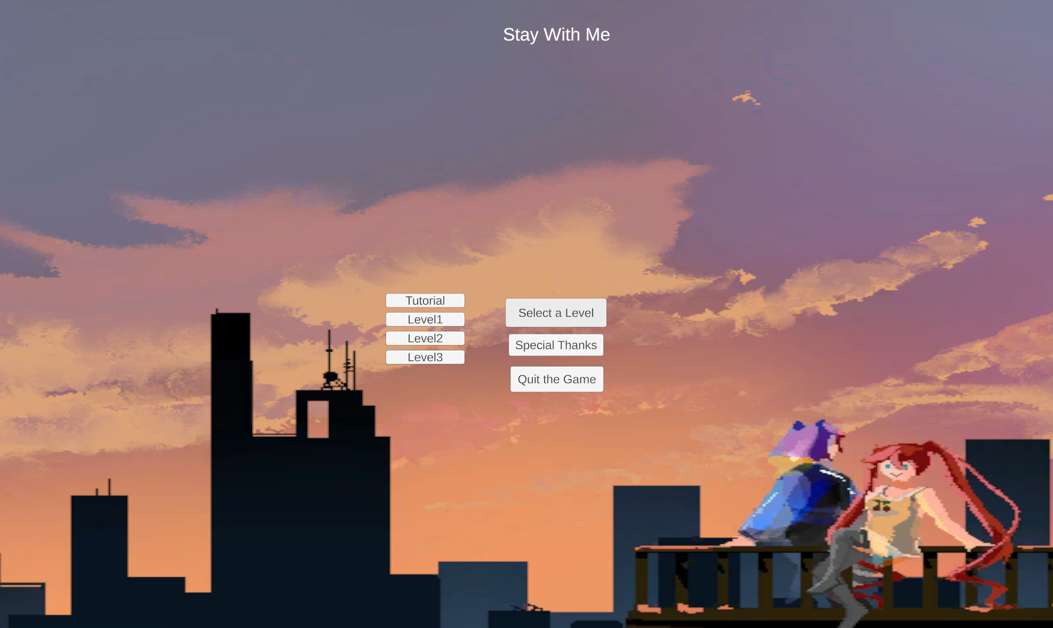 Stay With Me
Tutorial
Level1
Level2
Level3
Select a Level
Special Thanks
Quit the Game